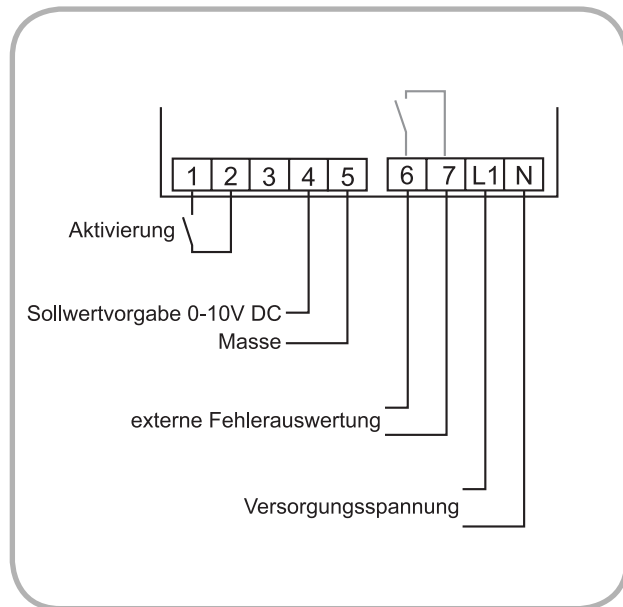 1 2 3 4 5 6 7 L1 N
Aktivierung
Sollwertvorgabe 0-10V DC
Masse
externe Fehlerauswertung
Versorgungsspannung